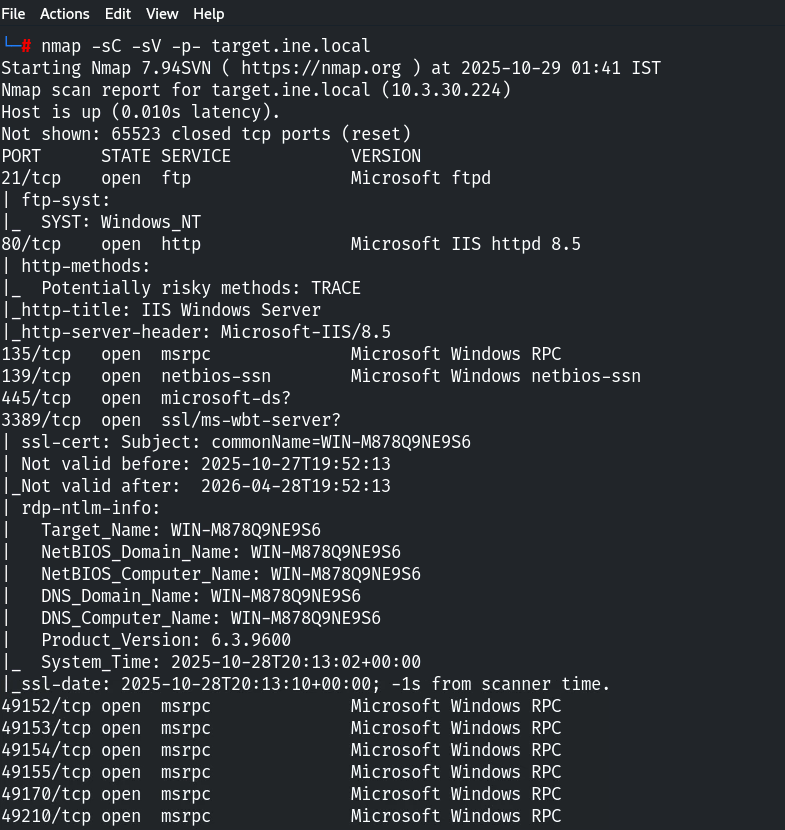 File Actions Edit View Help
└─# nmap -sC -sV -p- target.ine.local
Starting Nmap 7.94SVN ( https://nmap.org ) at 2025-10-29 01:41 IST
Nmap scan report for target.ine.local (10.3.30.224)
Host is up (0.010s latency).
Not shown: 65523 closed tcp ports (reset)
PORT      STATE SERVICE            VERSION
21/tcp    open  ftp                Microsoft ftpd
| ftp-syst:
|_  SYST: Windows_NT
80/tcp    open  http               Microsoft IIS httpd 8.5
| http-methods:
|_  Potentially risky methods: TRACE
|_http-title: IIS Windows Server
|_http-server-header: Microsoft-IIS/8.5
135/tcp   open  msrpc              Microsoft Windows RPC
139/tcp   open  netbios-ssn        Microsoft Windows netbios-ssn
445/tcp   open  microsoft-ds?
3389/tcp  open  ssl/ms-wbt-server?
| ssl-cert: Subject: commonName=WIN-M878Q9NE9S6
| Not valid before: 2025-10-27T19:52:13
|_Not valid after:  2026-04-28T19:52:13
| rdp-ntlm-info:
|   Target_Name: WIN-M878Q9NE9S6
|   NetBIOS_Domain_Name: WIN-M878Q9NE9S6
|   NetBIOS_Computer_Name: WIN-M878Q9NE9S6
|   DNS_Domain_Name: WIN-M878Q9NE9S6
|   DNS_Computer_Name: WIN-M878Q9NE9S6
|   Product_Version: 6.3.9600
|_  System_Time: 2025-10-28T20:13:02+00:00
|_ssl-date: 2025-10-28T20:13:10+00:00; -1s from scanner time.
49152/tcp open  msrpc              Microsoft Windows RPC
49153/tcp open  msrpc              Microsoft Windows RPC
49154/tcp open  msrpc              Microsoft Windows RPC
49155/tcp open  msrpc              Microsoft Windows RPC
49170/tcp open  msrpc              Microsoft Windows RPC
49210/tcp open  msrpc              Microsoft Windows RPC